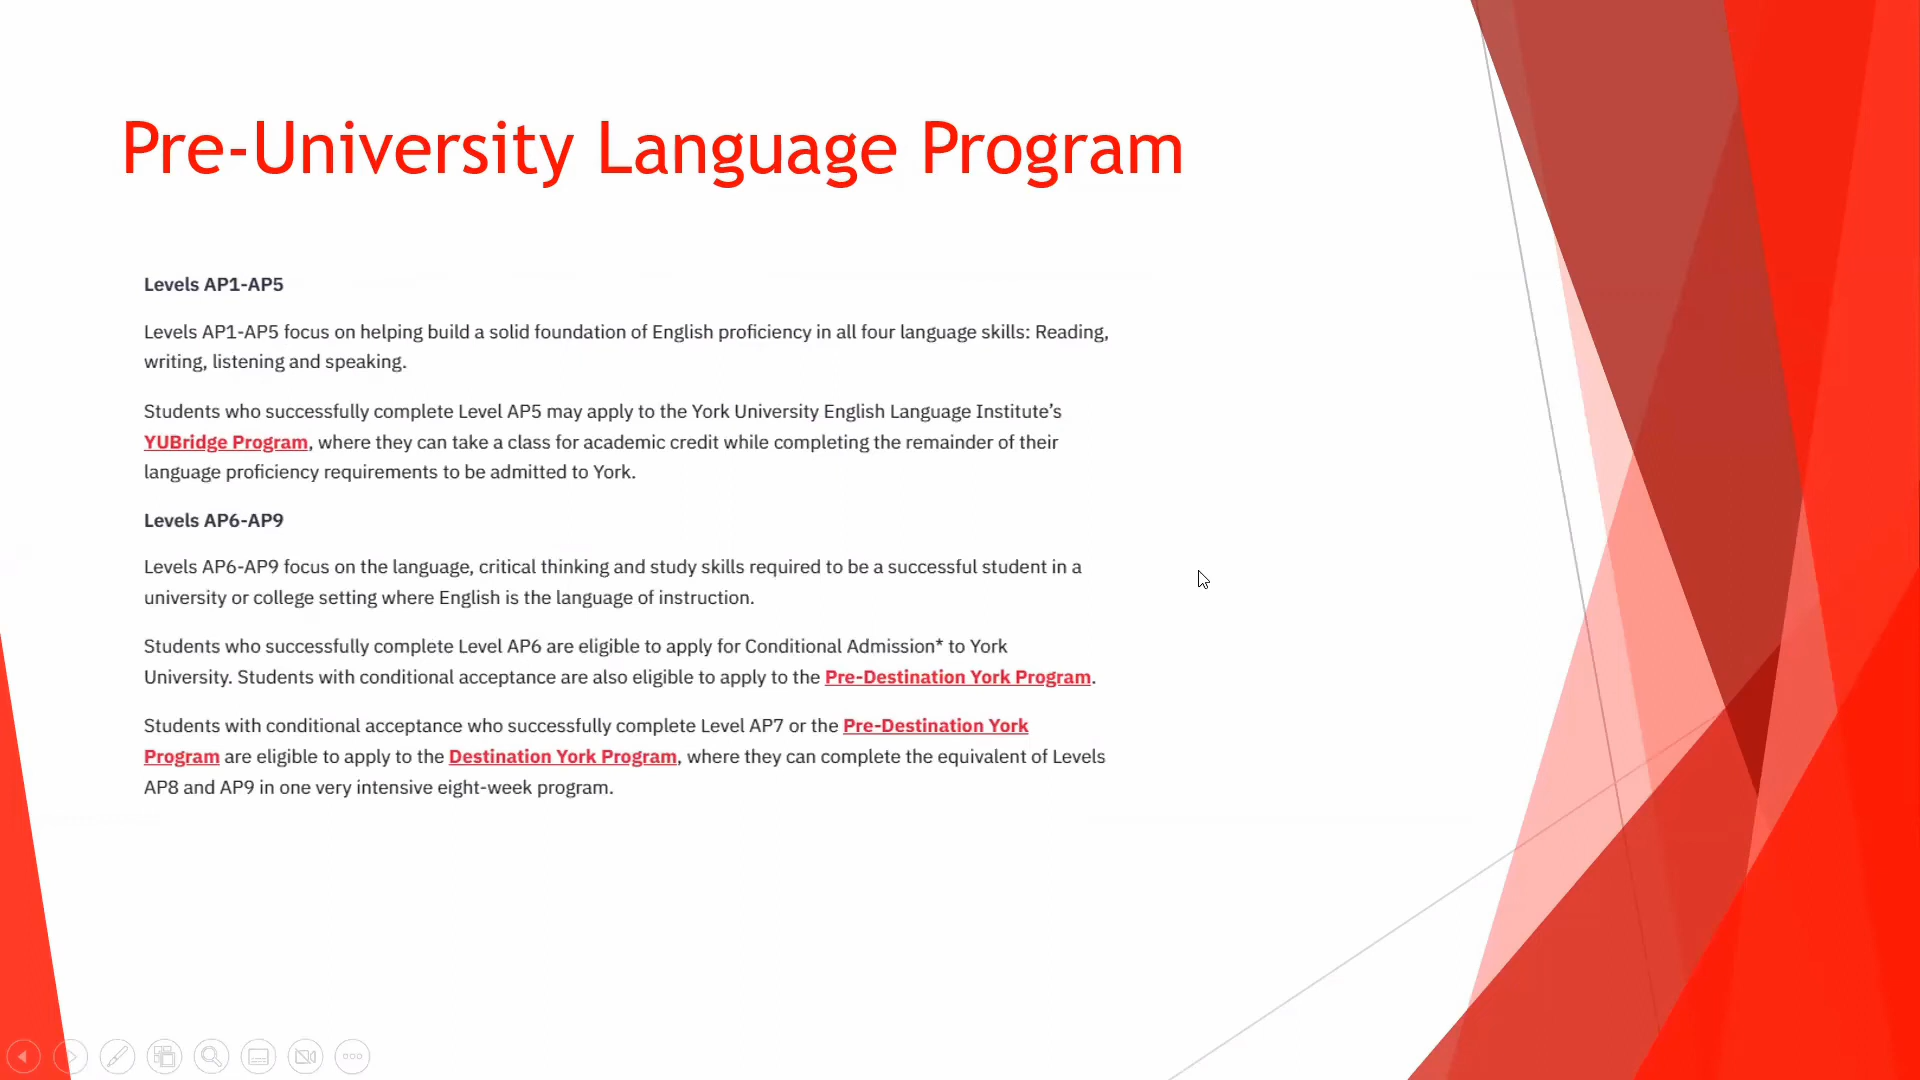 Pre-University Language Program
Levels AP1-AP5
Levels AP1-AP5 focus on helping build a solid foundation of English proficiency in all four language skills: Reading,
writing, listening and speaking.
Students who successfully complete Level AP5 may apply to the York University English Language Institute’s
YUBridge Program, where they can take a class for academic credit while completing the remainder of their
language proficiency requirements to be admitted to York.
Levels AP6-AP9
Levels AP6-AP9 focus on the language, critical thinking and study skills required to be a successful student in a
university or college setting where English is the language of instruction.
Students who successfully complete Level AP6 are eligible to apply for Conditional Admission* to York
University. Students with conditional acceptance are also eligible to apply to the Pre-Destination York Program.
Students with conditional acceptance who successfully complete Level AP7 or the Pre-Destination York
Program are eligible to apply to the Destination York Program, where they can complete the equivalent of Levels
AP8 and AP9 in one very intensive eight-week program.